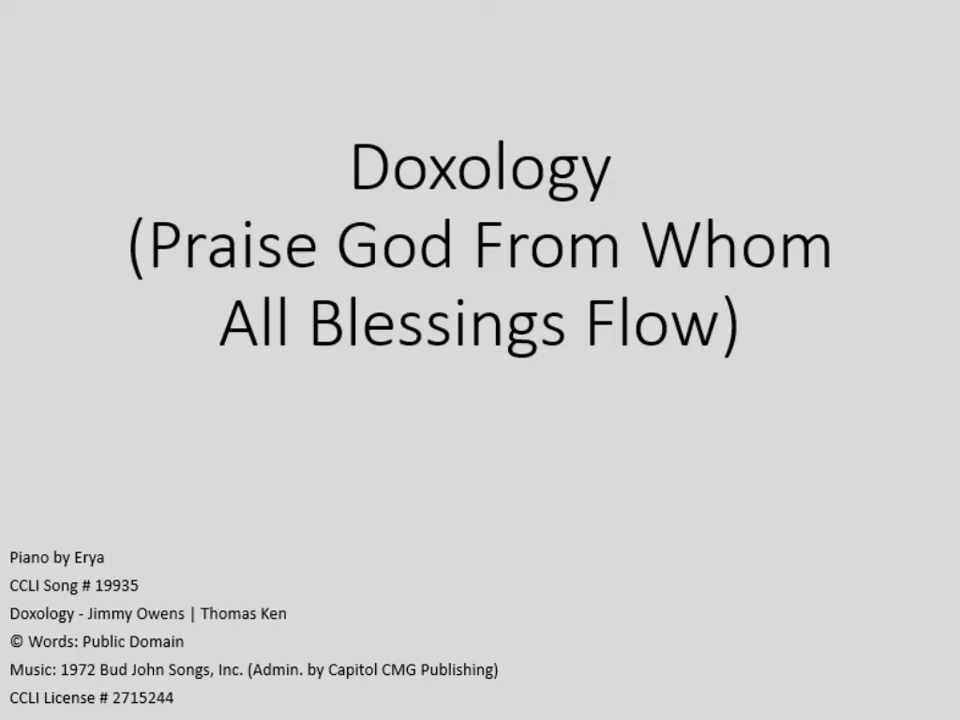 Doxology
(Praise God From Whom
All Blessings Flow)
Piano by Erya
CCLI Song # 19935
Doxology - Jimmy Owens | Thomas Ken
© Words: Public Domain
Music: 1972 Bud John Songs, Inc. (Admin. by Capitol CMG Publishing)
CCLI License # 2715244